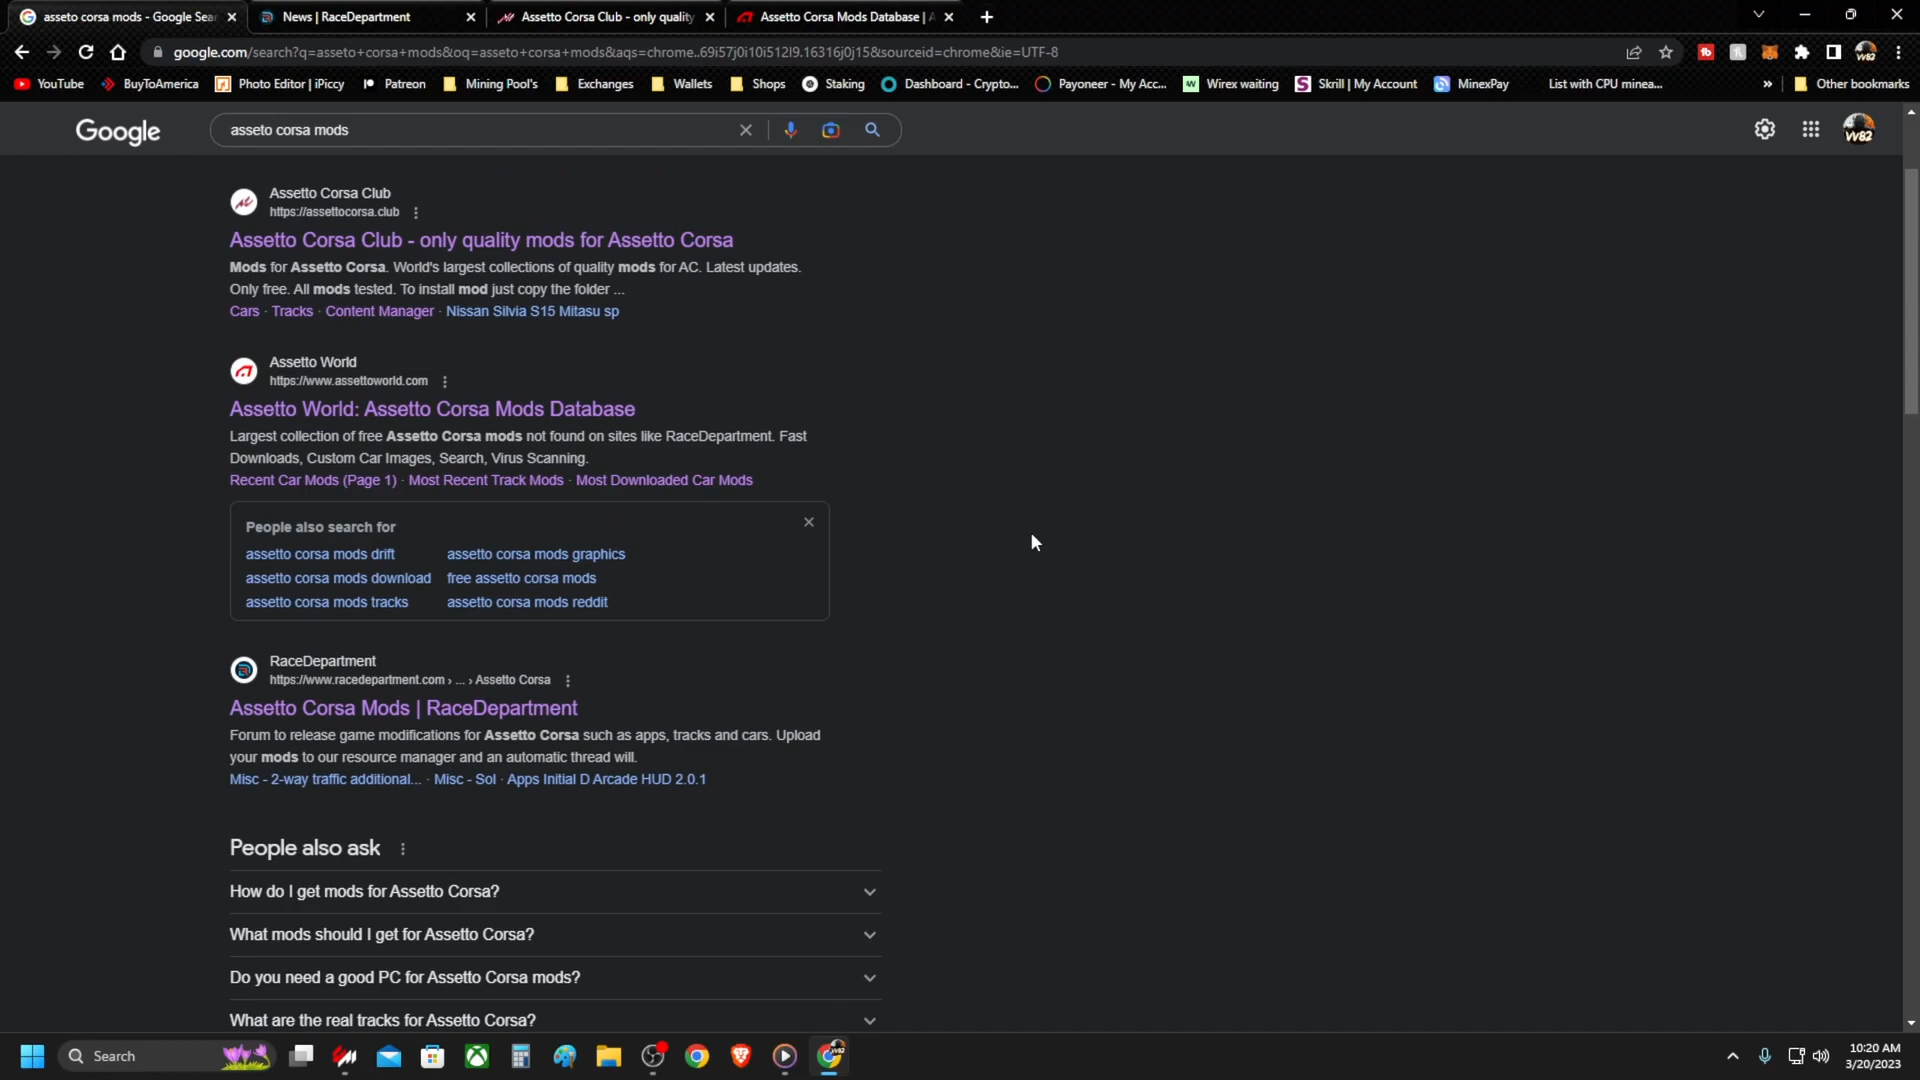 asseto corsa mods - Google Sear
News | RaceDepartment
Assetto Corsa Club - only quality
Assetto Corsa Mods Database | A
google.com/search?q=asseto+corsa+mods&oq=asseto+corsa+mods&aqs=chrome..69i57j0i10i512l9.16316j0j15&sourceid=chrome&ie=UTF-8
YouTube
BuyToAmerica
Photo Editor | iPiccy
Patreon
Mining Pool's
Exchanges
Wallets
Shops
Staking
Dashboard - Crypto...
Payoneer - My Acc...
Wirex waiting
Skrill | My Account
MinexPay
List with CPU minea...
»
Other bookmarks
Google
asseto corsa mods
VV82
Assetto Corsa Club
https://assettocorsa.club
Assetto Corsa Club - only quality mods for Assetto Corsa
Mods for Assetto Corsa. World's largest collections of quality mods for AC. Latest updates.
Only free. All mods tested. To install mod just copy the folder ...
Cars · Tracks · Content Manager · Nissan Silvia S15 Mitasu sp
Assetto World
https://www.assettoworld.com
Assetto World: Assetto Corsa Mods Database
Largest collection of free Assetto Corsa mods not found on sites like RaceDepartment. Fast
Downloads, Custom Car Images, Search, Virus Scanning.
Recent Car Mods (Page 1) · Most Recent Track Mods · Most Downloaded Car Mods
People also search for
assetto corsa mods drift
assetto corsa mods graphics
assetto corsa mods download
free assetto corsa mods
assetto corsa mods tracks
assetto corsa mods reddit
RaceDepartment
https://www.racedepartment.com › ... › Assetto Corsa
Assetto Corsa Mods | RaceDepartment
Forum to release game modifications for Assetto Corsa such as apps, tracks and cars. Upload
your mods to our resource manager and an automatic thread will.
Misc - 2-way traffic additional... · Misc - Sol · Apps Initial D Arcade HUD 2.0.1
People also ask
How do I get mods for Assetto Corsa?
What mods should I get for Assetto Corsa?
Do you need a good PC for Assetto Corsa mods?
What are the real tracks for Assetto Corsa?
Search
10:20 AM
3/20/2023